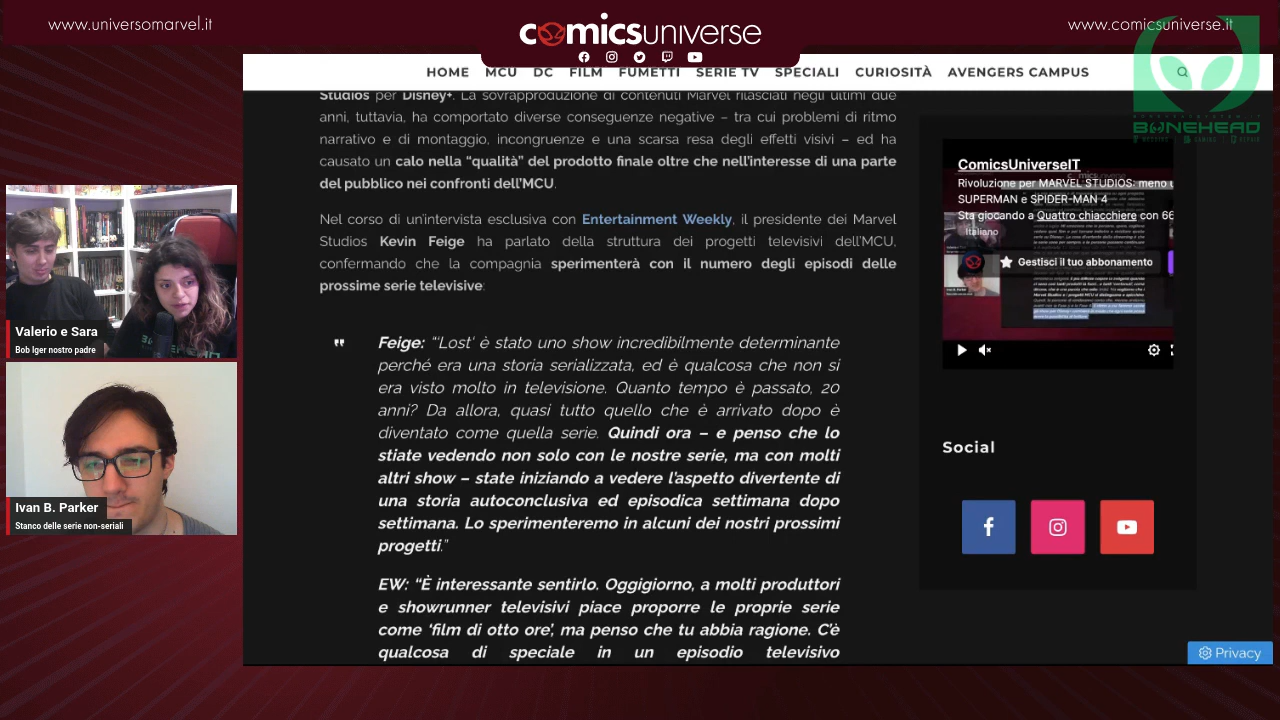 www.universomarvel.it
comicsuniverse
www.comicsuniverse.it
HOME MCU DC FILM FUMETTI SERIE TV SPECIALI CURIOSITÀ AVENGERS CAMPUS
BONEHEAD
Studios per Disney+. La sovrapproduzione di contenuti Marvel rilasciati negli ultimi due
anni, tuttavia, ha comportato diverse conseguenze negative – tra cui problemi di ritmo
narrativo e di montaggio, incongruenze e una scarsa resa degli effetti visivi – ed ha
causato un calo nella “qualità” del prodotto finale oltre che nell’interesse di una parte
del pubblico nei confronti dell’MCU.
Nel corso di un’intervista esclusiva con Entertainment Weekly, il presidente dei Marvel
Studios Kevin Feige ha parlato della struttura dei progetti televisivi dell’MCU,
confermando che la compagnia sperimenterà con il numero degli episodi delle
prossime serie televisive:
Feige: “‘Lost’ è stato uno show incredibilmente determinante
perché era una storia serializzata, ed è qualcosa che non si
era visto molto in televisione. Quanto tempo è passato, 20
anni? Da allora, quasi tutto quello che è arrivato dopo è
diventato come quella serie. Quindi ora – e penso che lo
stiate vedendo non solo con le nostre serie, ma con molti
altri show – state iniziando a vedere l’aspetto divertente di
una storia autoconclusiva ed episodica settimana dopo
settimana. Lo sperimenteremo in alcuni dei nostri prossimi
progetti.”
EW: “È interessante sentirlo. Oggigiorno, a molti produttori
e showrunner televisivi piace proporre le proprie serie
come ‘film di otto ore’, ma penso che tu abbia ragione. C’è
qualcosa di speciale in un episodio televisivo
ComicsUniverseIT
Rivoluzione per MARVEL STUDIOS: meno
SUPERMAN e SPIDER-MAN 4
Sta giocando a Quattro chiacchiere con 66
Italiano
Gestisci il tuo abbonamento
Social
Privacy
Valerio e Sara
Bob Iger nostro padre
Ivan B. Parker
Stanco delle serie non-seriali